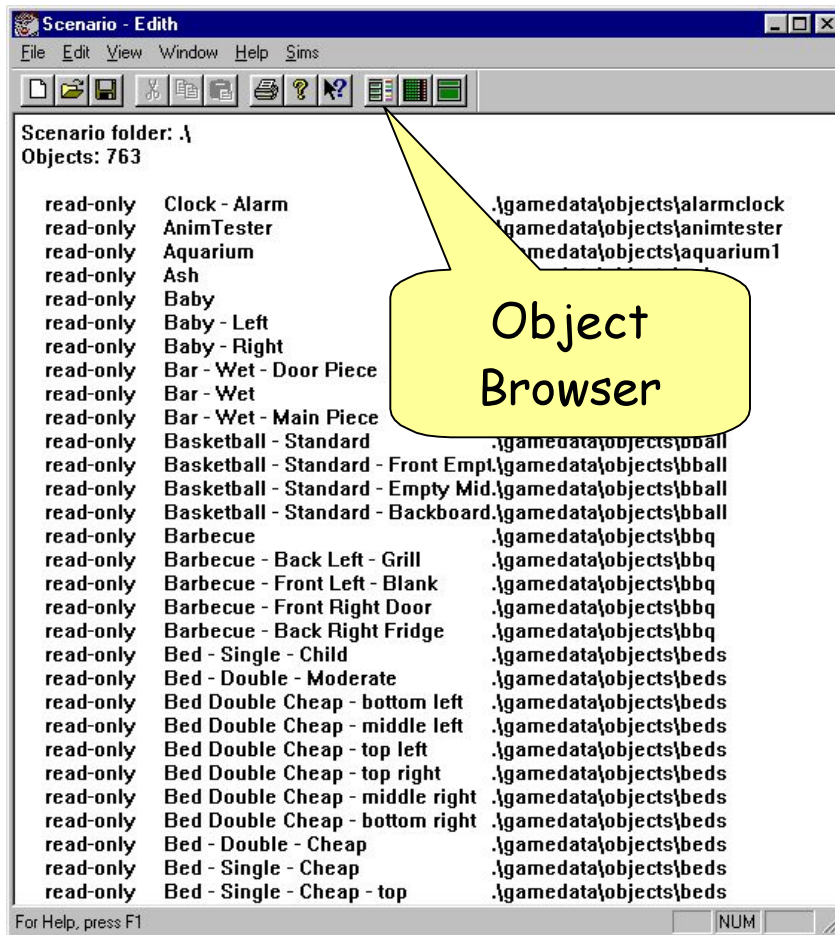 Scenario - Edith
File Edit View Window Help Sims
Scenario folder: .\
Objects: 763
read-only Clock - Alarm .\gamedata\objects\alarmclock
read-only AnimTester .\gamedata\objects\animtester
read-only Aquarium gamedata\objects\aquarium1
read-only Ash
read-only Baby
read-only Baby - Left
read-only Baby - Right
read-only Bar - Wet - Door Piece
read-only Bar - Wet
read-only Bar - Wet - Main Piece
Object
Browser
read-only Basketball - Standard .\gamedata\objects\bball
read-only Basketball - Standard - Front Empt.\gamedata\objects\bball
read-only Basketball - Standard - Empty Mid.\gamedata\objects\bball
read-only Basketball - Standard - Backboard.\gamedata\objects\bball
read-only Barbecue .\gamedata\objects\bbq
read-only Barbecue - Back Left - Grill .\gamedata\objects\bbq
read-only Barbecue - Front Left - Blank .\gamedata\objects\bbq
read-only Barbecue - Front Right Door .\gamedata\objects\bbq
read-only Barbecue - Back Right Fridge .\gamedata\objects\bbq
read-only Bed - Single - Child .\gamedata\objects\beds
read-only Bed - Double - Moderate .\gamedata\objects\beds
read-only Bed Double Cheap - bottom left .\gamedata\objects\beds
read-only Bed Double Cheap - middle left .\gamedata\objects\beds
read-only Bed Double Cheap - top left .\gamedata\objects\beds
read-only Bed Double Cheap - top right .\gamedata\objects\beds
read-only Bed Double Cheap - middle right .\gamedata\objects\beds
read-only Bed Double Cheap - bottom right .\gamedata\objects\beds
read-only Bed - Double - Cheap .\gamedata\objects\beds
read-only Bed - Single - Cheap .\gamedata\objects\beds
read-only Bed - Single - Cheap - top .\gamedata\objects\beds
For Help, press F1 NUM